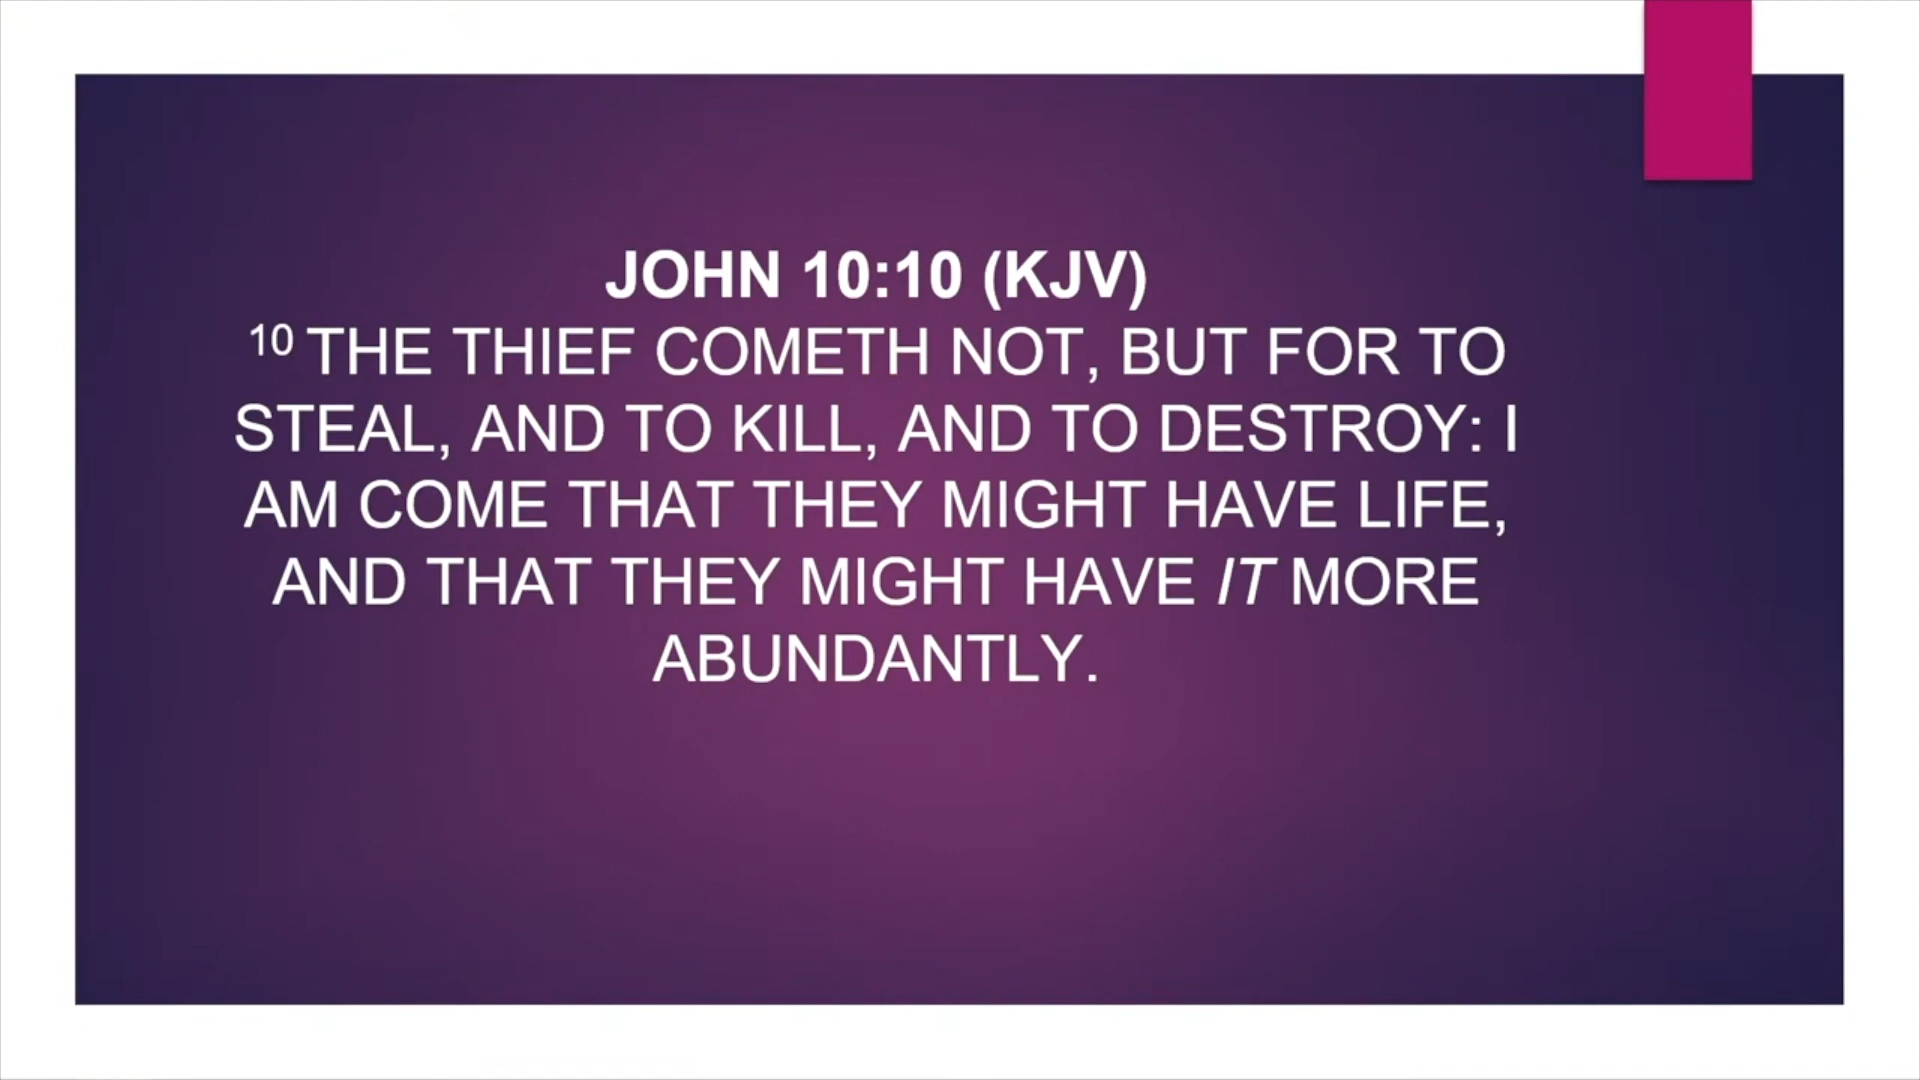 JOHN 10:10 (KJV)
10 THE THIEF COMETH NOT, BUT FOR TO
STEAL, AND TO KILL, AND TO DESTROY: I
AM COME THAT THEY MIGHT HAVE LIFE,
AND THAT THEY MIGHT HAVE IT MORE
ABUNDANTLY.